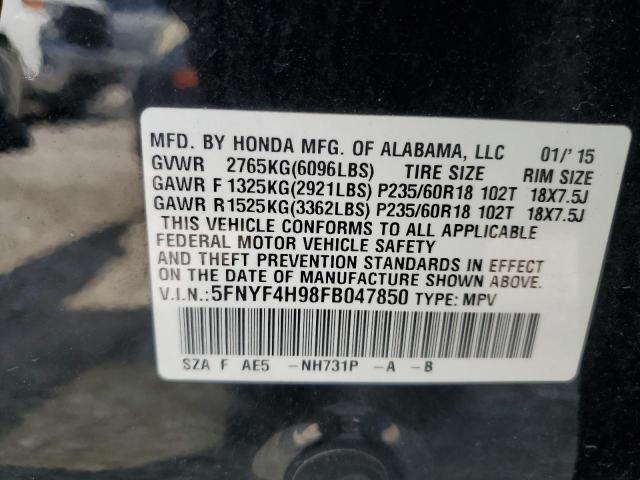 MFD. BY HONDA MFG. OF ALABAMA, LLC 01/'15
GVWR 2765KG(6096LBS) TIRE SIZE RIM SIZE
GAWR F 1325KG(2921LBS) P235/60R18 102T 18X7.5J
GAWR R1525KG(3362LBS) P235/60R18 102T 18X7.5J
THIS VEHICLE CONFORMS TO ALL APPLICABLE
FEDERAL MOTOR VEHICLE SAFETY
AND THEFT PREVENTION STANDARDS IN EFFECT
ON THE DATE OF MANUFACTURE SHOWN ABOVE.
V.I.N.:5FNYF4H98FB047850 TYPE: MPV
SZA F AE5 -NH731P -A -B